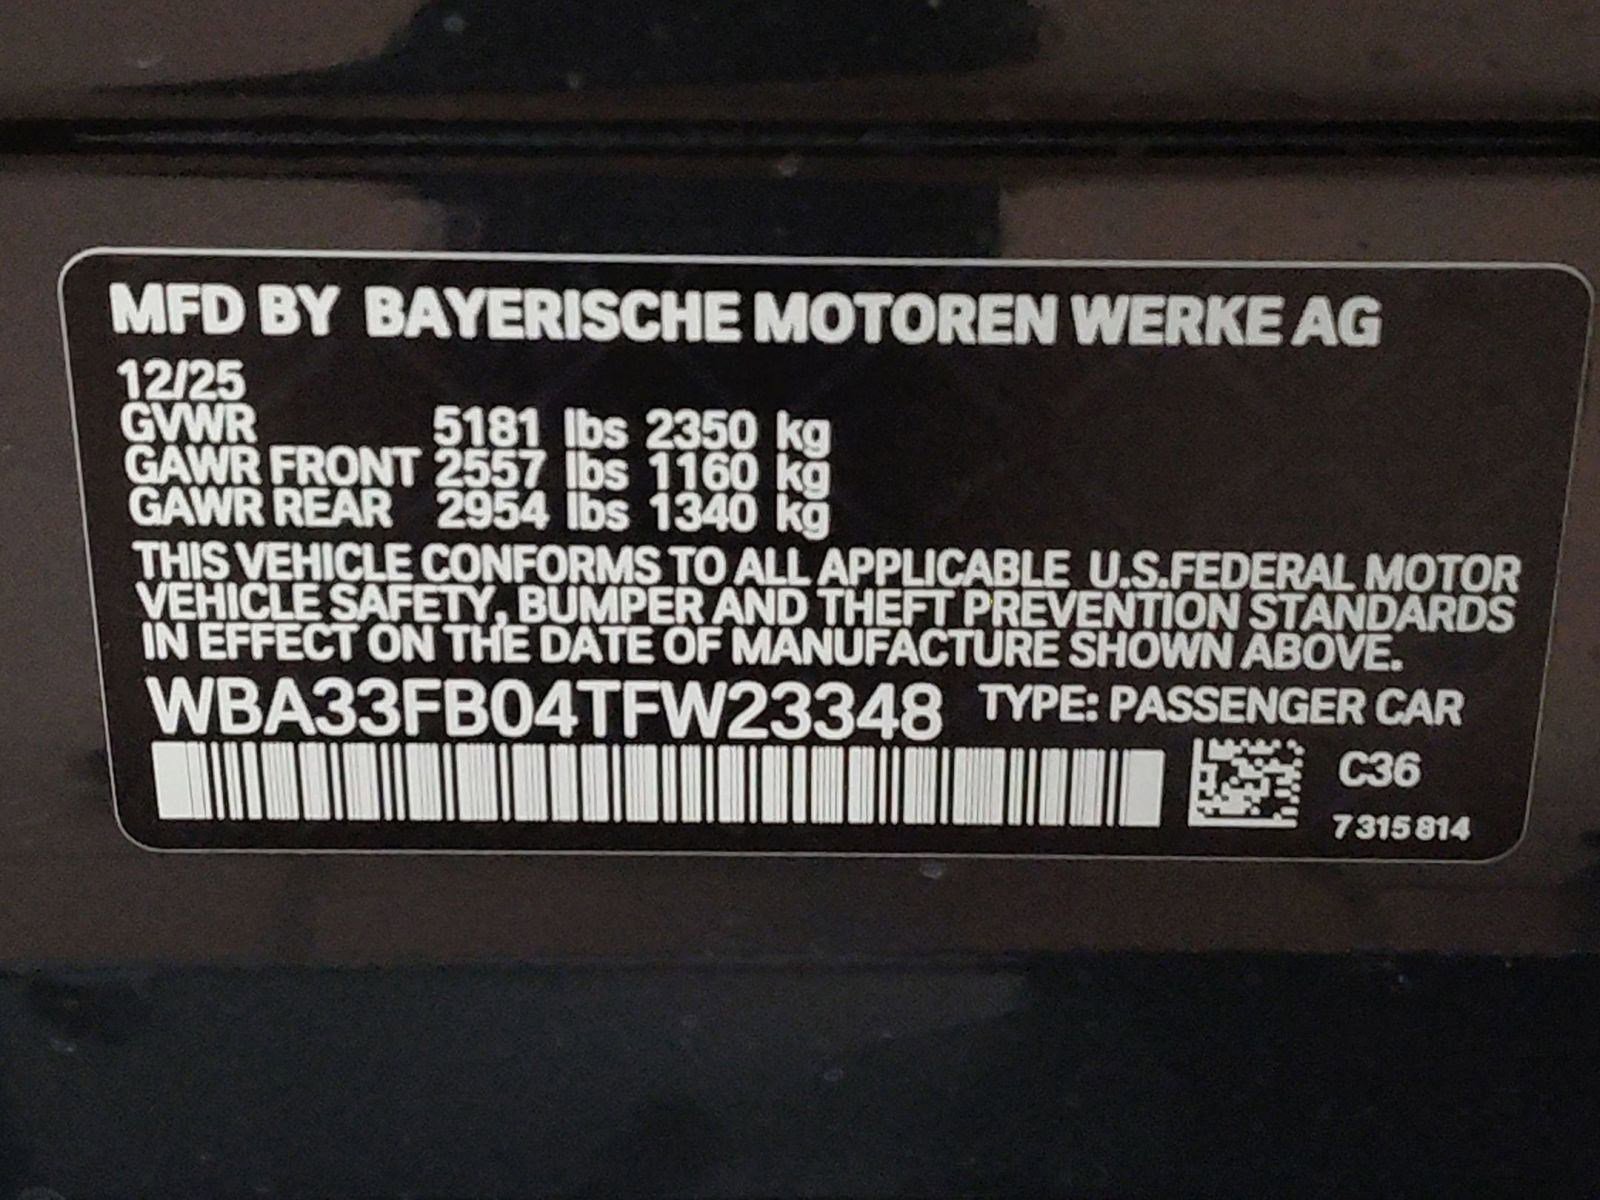 MFD BY BAYERISCHE MOTOREN WERKE AG
12/25
GVWR 5181 lbs 2350 kg
GAWR FRONT 2557 lbs 1160 kg
GAWR REAR 2954 lbs 1340 kg
THIS VEHICLE CONFORMS TO ALL APPLICABLE U.S.FEDERAL MOTOR
VEHICLE SAFETY, BUMPER AND THEFT PREVENTION STANDARDS
IN EFFECT ON THE DATE OF MANUFACTURE SHOWN ABOVE.
WBA33FB04TFW23348 TYPE: PASSENGER CAR
C36
7 315 814